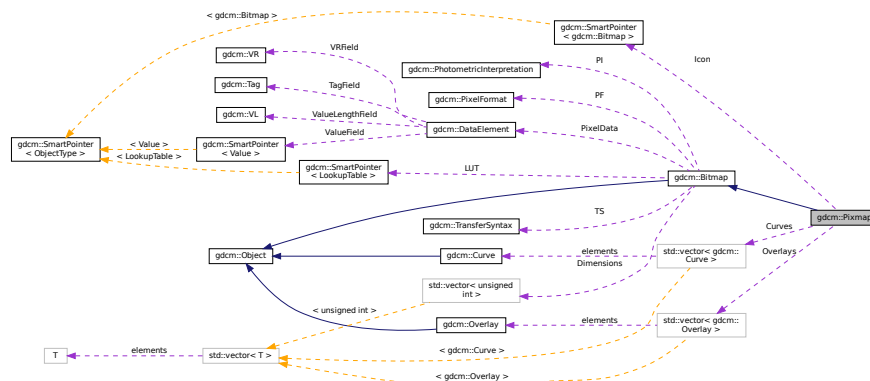 < gdcm::Bitmap >
gdcm::SmartPointer
< gdcm::Bitmap >
VRField
gdcm::VR
Icon
PI
gdcm::PhotometricInterpretation
TagField
gdcm::Tag
PF
gdcm::PixelFormat
gdcm::VL
ValueLengthField
PixelData
gdcm::DataElement
ValueField
gdcm::SmartPointer
< ObjectType >
< Value >
gdcm::SmartPointer
< Value >
< LookupTable >
gdcm::SmartPointer
< LookupTable >
LUT
gdcm::Bitmap
TS
gdcm::Pixmap
gdcm::TransferSyntax
Curves
gdcm::Object
gdcm::Curve
elements
Dimensions
std::vector< gdcm::
Curve >
Overlays
std::vector< unsigned
int >
< unsigned int >
gdcm::Overlay
elements
std::vector< gdcm::
Overlay >
T
elements
std::vector< T >
< gdcm::Curve >
< gdcm::Overlay >